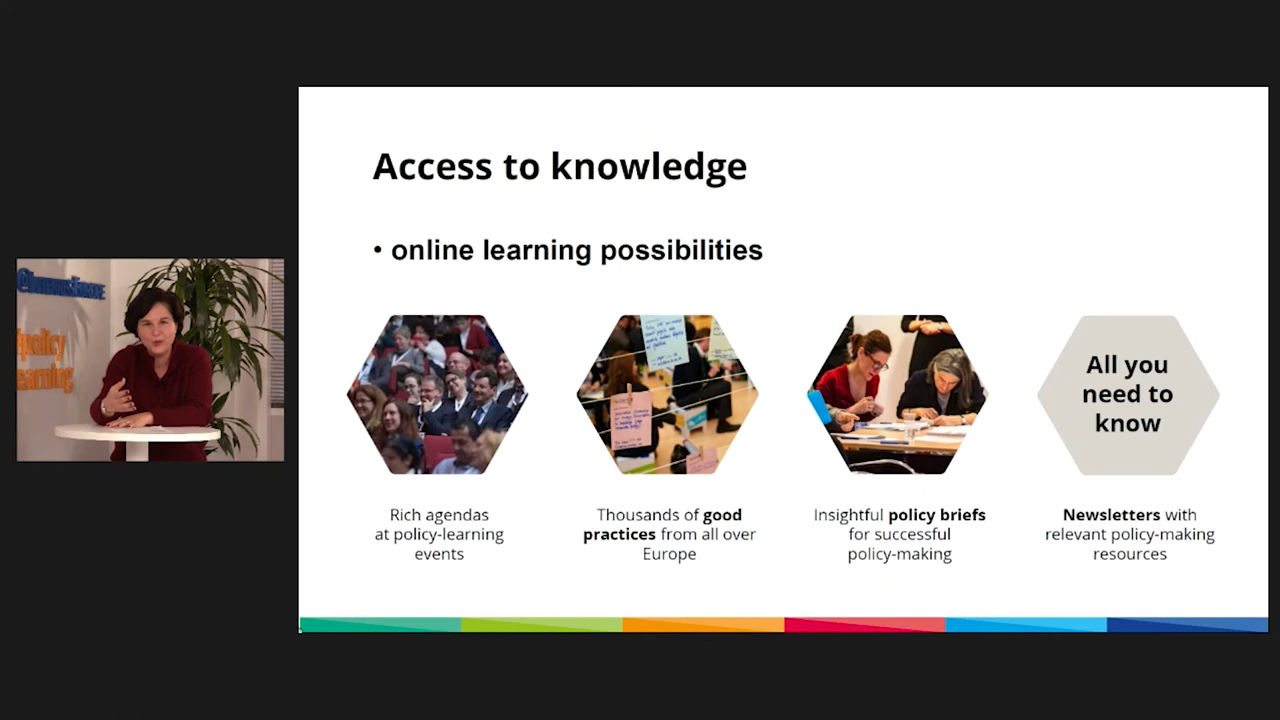 policy
learning
Access to knowledge
• online learning possibilities
All you
need to
know
Rich agendas
at policy-learning
events
Thousands of good
practices from all over
Europe
Insightful policy briefs
for successful
policy-making
Newsletters with
relevant policy-making
resources